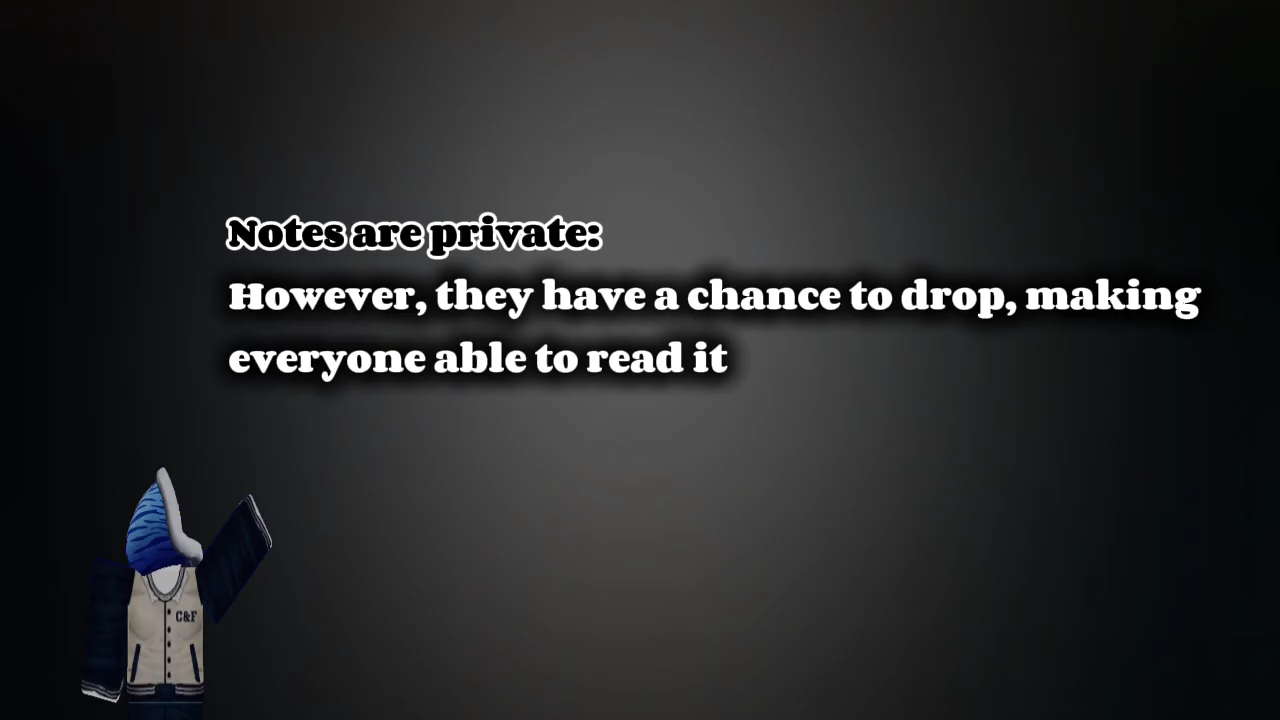 Notes are private:
However, they have a chance to drop, making
everyone able to read it
C&F